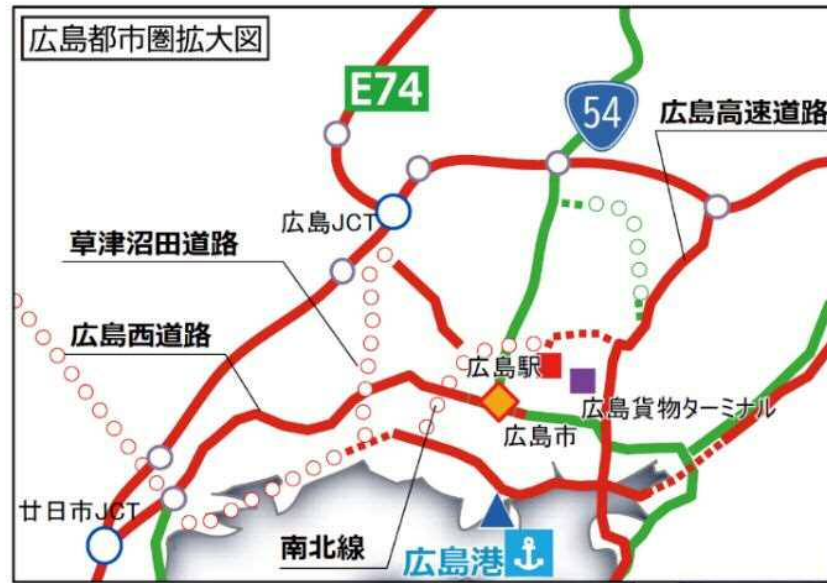 広島都市圏拡大図
E74
54
広島高速道路
広島JCT
草津沼田道路
広島西道路
広島駅
広島貨物ターミナル
広島市
廿日市JCT
南北線
広島港